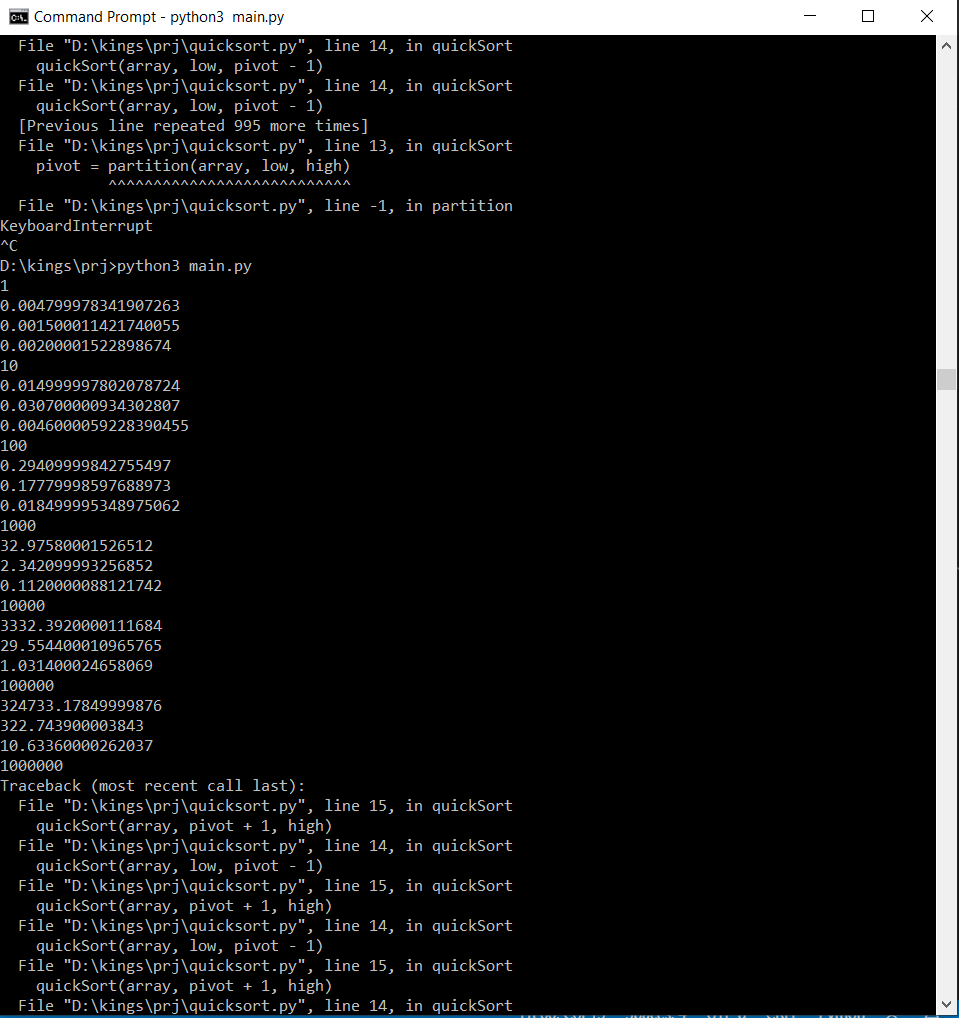 Command Prompt - python3  main.py
  File "D:\kings\prj\quicksort.py", line 14, in quickSort
    quickSort(array, low, pivot - 1)
  File "D:\kings\prj\quicksort.py", line 14, in quickSort
    quickSort(array, low, pivot - 1)
  [Previous line repeated 995 more times]
  File "D:\kings\prj\quicksort.py", line 13, in quickSort
    pivot = partition(array, low, high)
            ^^^^^^^^^^^^^^^^^^^^^^^^^^^
  File "D:\kings\prj\quicksort.py", line -1, in partition
KeyboardInterrupt
^C
D:\kings\prj>python3 main.py
1
0.004799978341907263
0.001500011421740055
0.00200001522898674
10
0.014999997802078724
0.030700000934302807
0.0046000059228390455
100
0.29409999842755497
0.17779998597688973
0.018499995348975062
1000
32.97580001526512
2.342099993256852
0.1120000088121742
10000
3332.3920000111684
29.554400010965765
1.031400024658069
100000
324733.17849999876
322.743900003843
10.63360000262037
1000000
Traceback (most recent call last):
  File "D:\kings\prj\quicksort.py", line 15, in quickSort
    quickSort(array, pivot + 1, high)
  File "D:\kings\prj\quicksort.py", line 14, in quickSort
    quickSort(array, low, pivot - 1)
  File "D:\kings\prj\quicksort.py", line 15, in quickSort
    quickSort(array, pivot + 1, high)
  File "D:\kings\prj\quicksort.py", line 14, in quickSort
    quickSort(array, low, pivot - 1)
  File "D:\kings\prj\quicksort.py", line 15, in quickSort
    quickSort(array, pivot + 1, high)
  File "D:\kings\prj\quicksort.py", line 14, in quickSort